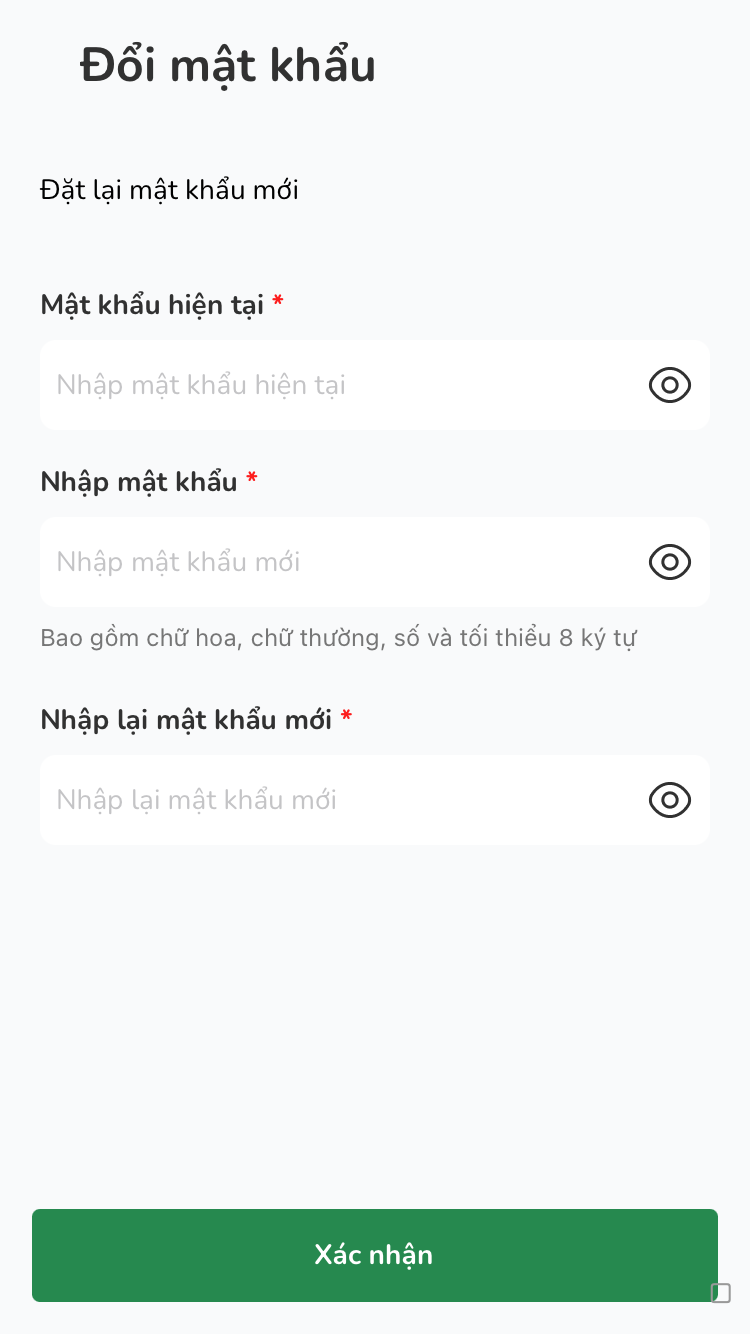 Đổi mật khẩu
Đặt lại mật khẩu mới
Mật khẩu hiện tại *
Nhập mật khẩu hiện tại
Nhập mật khẩu *
Nhập mật khẩu mới
Bao gồm chữ hoa, chữ thường, số và tối thiểu 8 ký tự
Nhập lại mật khẩu mới *
Nhập lại mật khẩu mới
Xác nhận